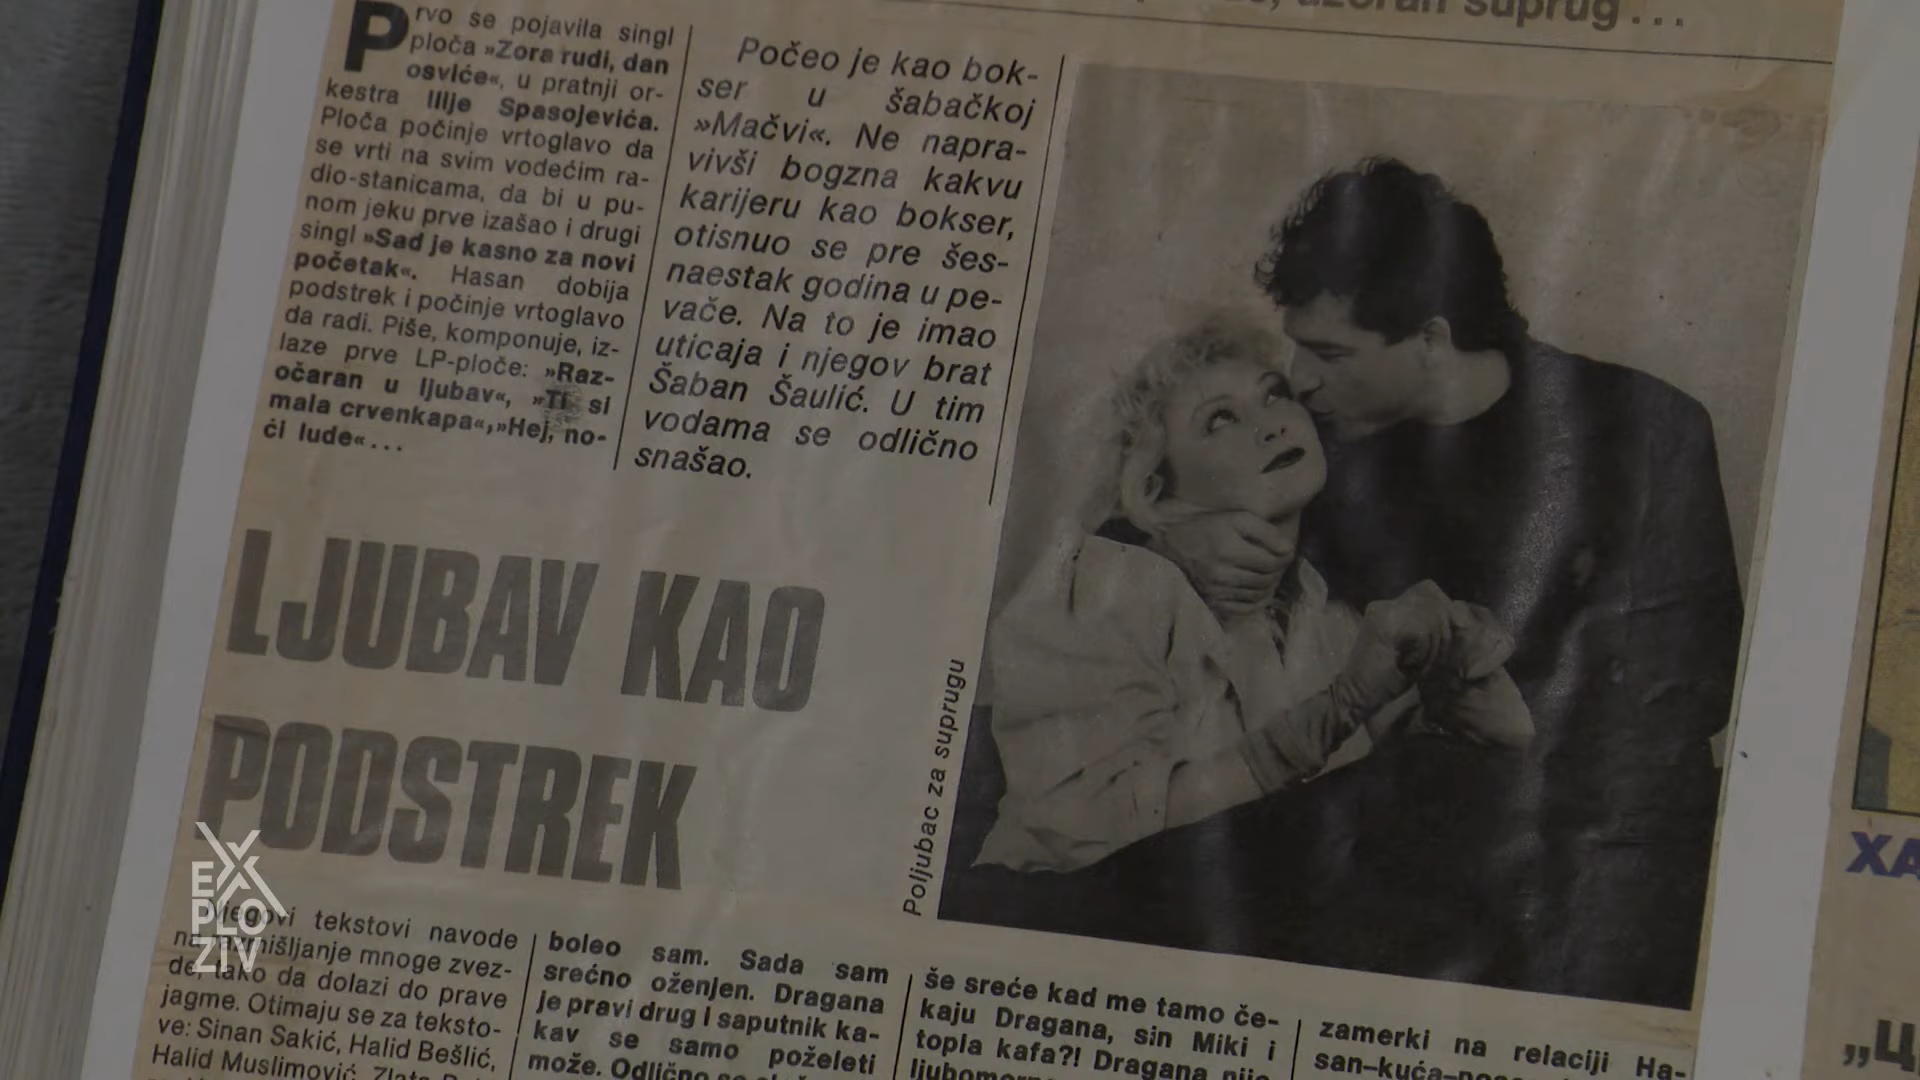 suprug...
Prvo se pojavila singl
ploča »Zora rudi, dan
osviće«, u pratnji or-
kestra Ilije Spasojevića.
Ploča počinje vrtoglavo da
se vrti na svim vodećim ra-
dio-stanicama, da bi u pu-
nom jeku prve izašao i drugi
singl »Sad je kasno za novi
početak«. Hasan dobija
podstrek i počinje vrtoglavo
da radi. Piše, komponuje, iz-
laze prve LP-ploče: »Raz-
očaran u ljubav«, »Ti si
mala crvenkapa«,»Hej, no-
ći lude«...
Počeo je kao bok-
ser u šabačkoj
»Mačvi«. Ne napra-
vivši bogzna kakvu
karijeru kao bokser,
otisnuo se pre šes-
naestak godina u pe-
vače. Na to je imao
uticaja i njegov brat
Šaban Šaulić. U tim
vodama se odlično
snašao.
Poljubac za suprugu
LJUBAV KAO
PODSTREK
Njegovi tekstovi navode
na razmišljanje mnoge zvez-
de, tako da dolazi do prave
jagme. Otimaju se za teksto-
ve: Sinan Sakić, Halid Bešlić,
Halid Muslimović,
boleo sam. Sada sam
srećno oženjen. Dragana
je pravi drug i saputnik ka-
kav se samo poželeti
može. Odlično se
še sreće kad me tamo če-
kaju Dragana, sin Miki i
topla kafa?! Dragana nije
zamerki na relaciji Ha-
san–kuća–
EX
PLO
ZIV
ХА
„Ц